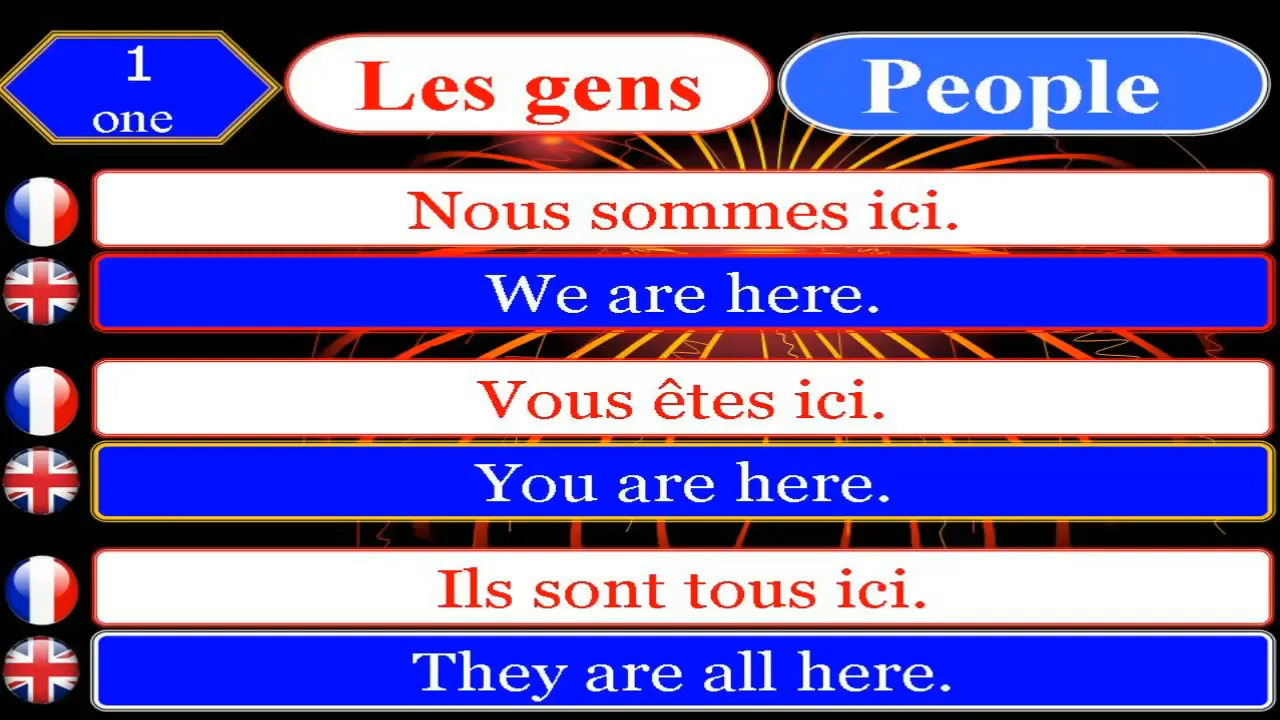 1
one
Les gens
People
Nous sommes ici.
We are here.
Vous êtes ici.
You are here.
Ils sont tous ici.
They are all here.